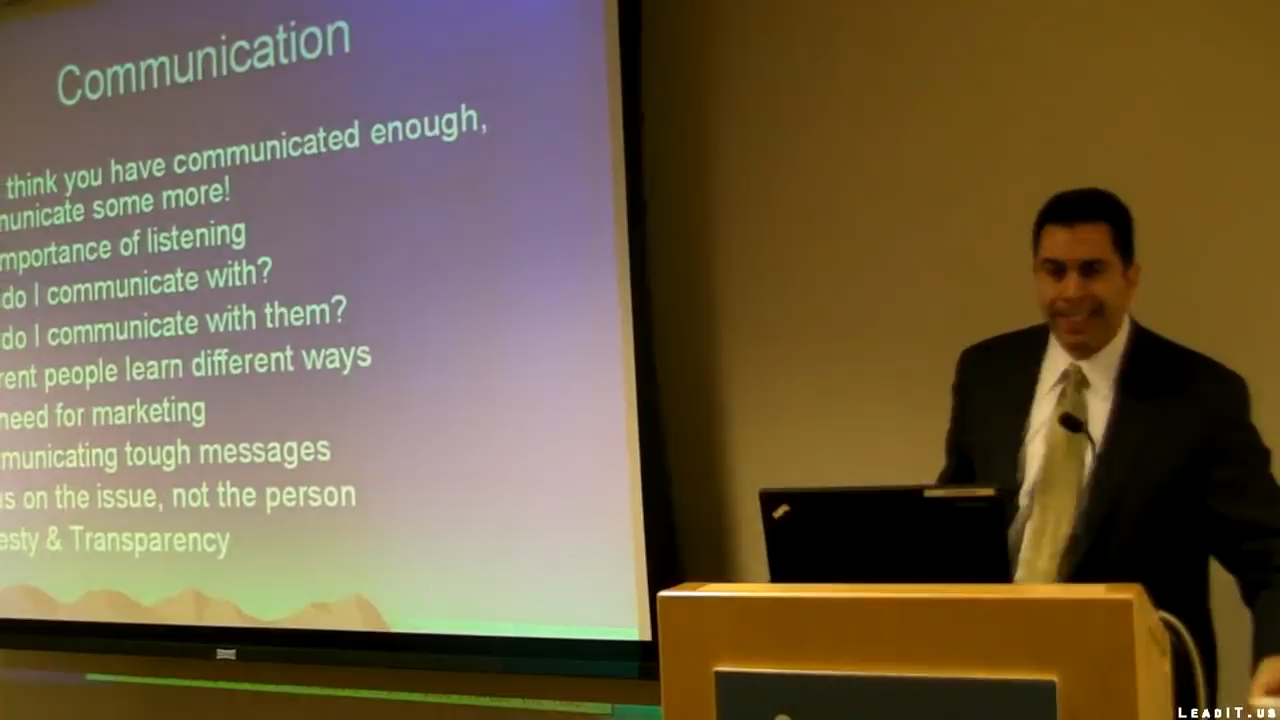 Communication
think you have communicated enough,
municate some more!
mportance of listening
do I communicate with?
do I communicate with them?
rent people learn different ways
need for marketing
municating tough messages
us on the issue, not the person
esty & Transparency
LeadIT.us